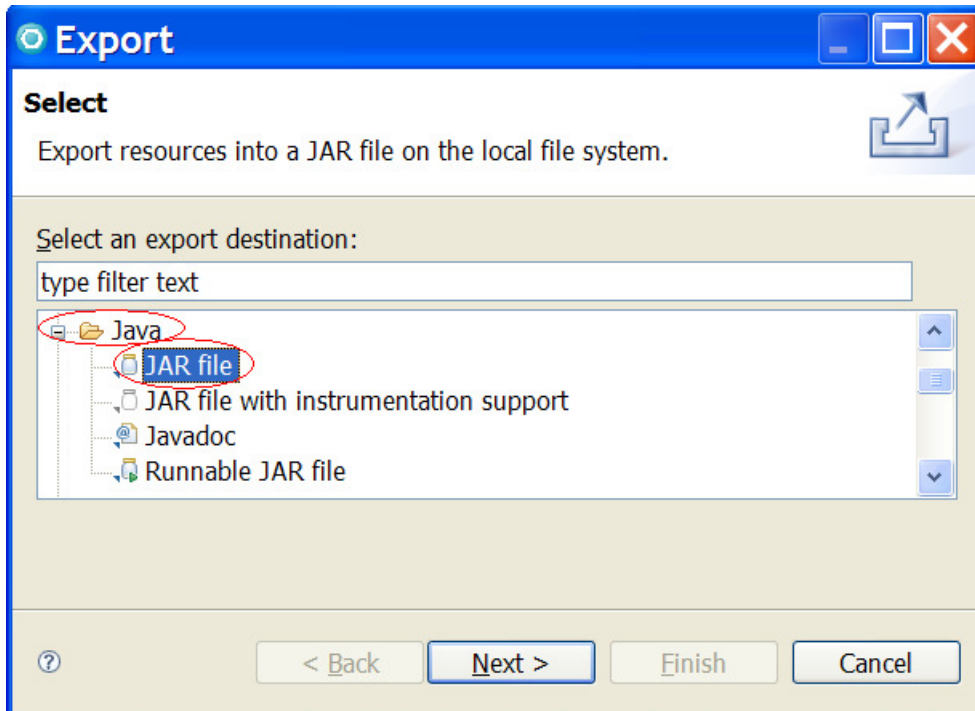 Export
Select
Export resources into a JAR file on the local file system.
Select an export destination:
type filter text
Java
JAR file
JAR file with instrumentation support
Javadoc
Runnable JAR file
< Back Next > Finish Cancel